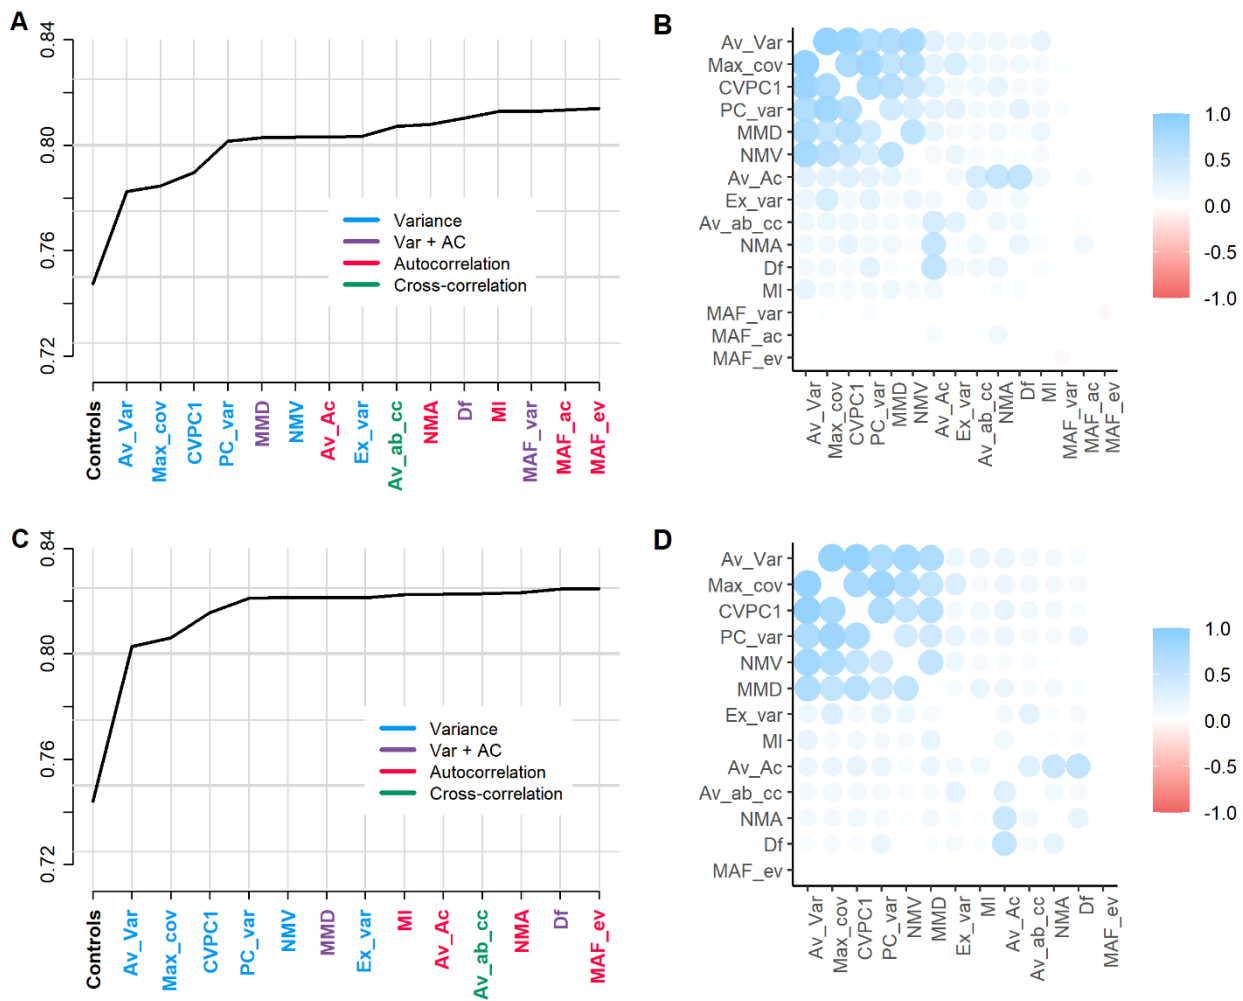 A
0.84
0.80
0.76
0.72
Variance
Var + AC
Autocorrelation
Cross-correlation
Controls
Av_Var
Max_cov
CVPC1
PC_var
MMD
NMV
Av_Ac
Ex_var
Av_ab_cc
NMA
Df
MI
MAF_var
MAF_ac
MAF_ev
B
Av_Var
Max_cov
CVPC1
PC_var
MMD
NMV
Av_Ac
Ex_var
Av_ab_cc
NMA
Df
MI
MAF_var
MAF_ac
MAF_ev
Av_Var
Max_cov
CVPC1
PC_var
MMD
NMV
Av_Ac
Ex_var
Av_ab_cc
NMA
Df
MI
MAF_var
MAF_ac
MAF_ev
1.0
0.5
0.0
-0.5
-1.0
C
0.84
0.80
0.76
0.72
Variance
Var + AC
Autocorrelation
Cross-correlation
Controls
Av_Var
Max_cov
CVPC1
PC_var
NMV
MMD
Ex_var
MI
Av_Ac
Av_ab_cc
NMA
Df
MAF_ev
D
Av_Var
Max_cov
CVPC1
PC_var
NMV
MMD
Ex_var
MI
Av_Ac
Av_ab_cc
NMA
Df
MAF_ev
Av_Var
Max_cov
CVPC1
PC_var
NMV
MMD
Ex_var
MI
Av_Ac
Av_ab_cc
NMA
Df
MAF_ev
1.0
0.5
0.0
-0.5
-1.0